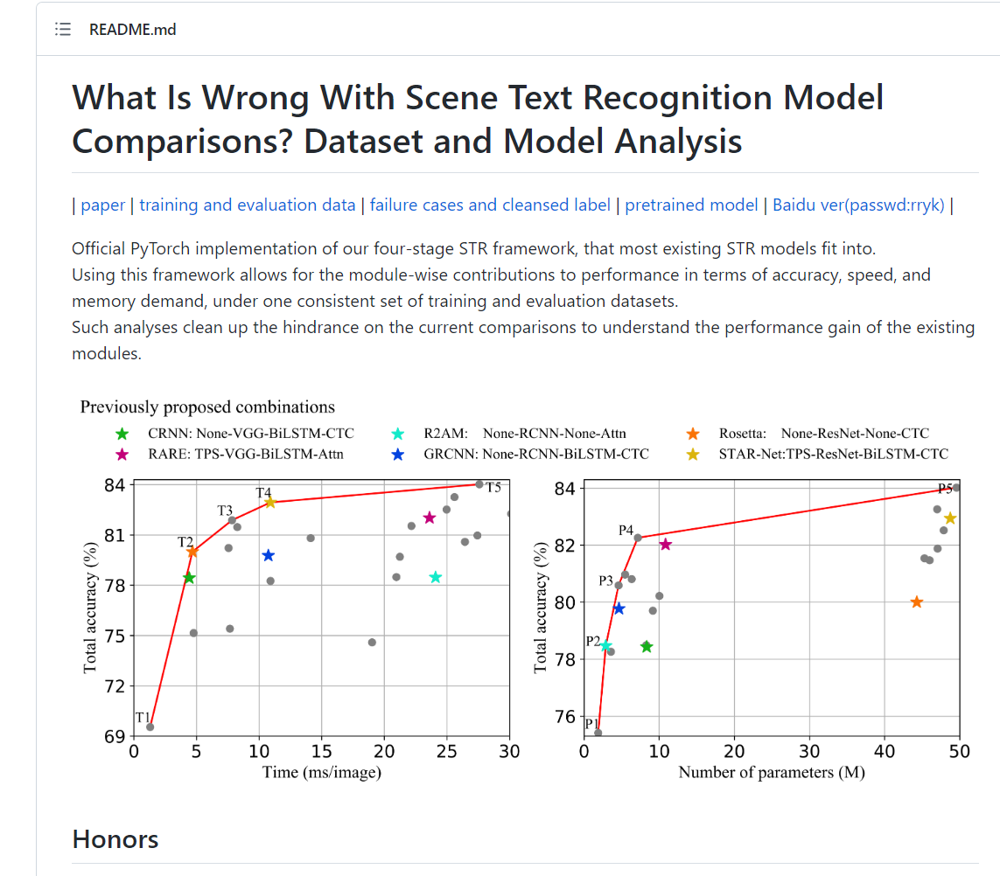 README.md
What Is Wrong With Scene Text Recognition Model
Comparisons? Dataset and Model Analysis
| paper | training and evaluation data | failure cases and cleansed label | pretrained model | Baidu ver(passwd:rryk) |
Official PyTorch implementation of our four-stage STR framework, that most existing STR models fit into.
Using this framework allows for the module-wise contributions to performance in terms of accuracy, speed, and
memory demand, under one consistent set of training and evaluation datasets.
Such analyses clean up the hindrance on the current comparisons to understand the performance gain of the existing
modules.
Previously proposed combinations
CRNN: None-VGG-BiLSTM-CTC
R2AM: None-RCNN-None-Attn
Rosetta: None-ResNet-None-CTC
RARE: TPS-VGG-BiLSTM-Attn
GRCNN: None-RCNN-BiLSTM-CTC
STAR-Net:TPS-ResNet-BiLSTM-CTC
Total accuracy (%)
84
81
78
75
72
69
T1
T2
T3
T4
T5
0 5 10 15 20 25 30
Time (ms/image)
Total accuracy (%)
84
82
80
78
76
P1
P2
P3
P4
P5
0 10 20 30 40 50
Number of parameters (M)
Honors